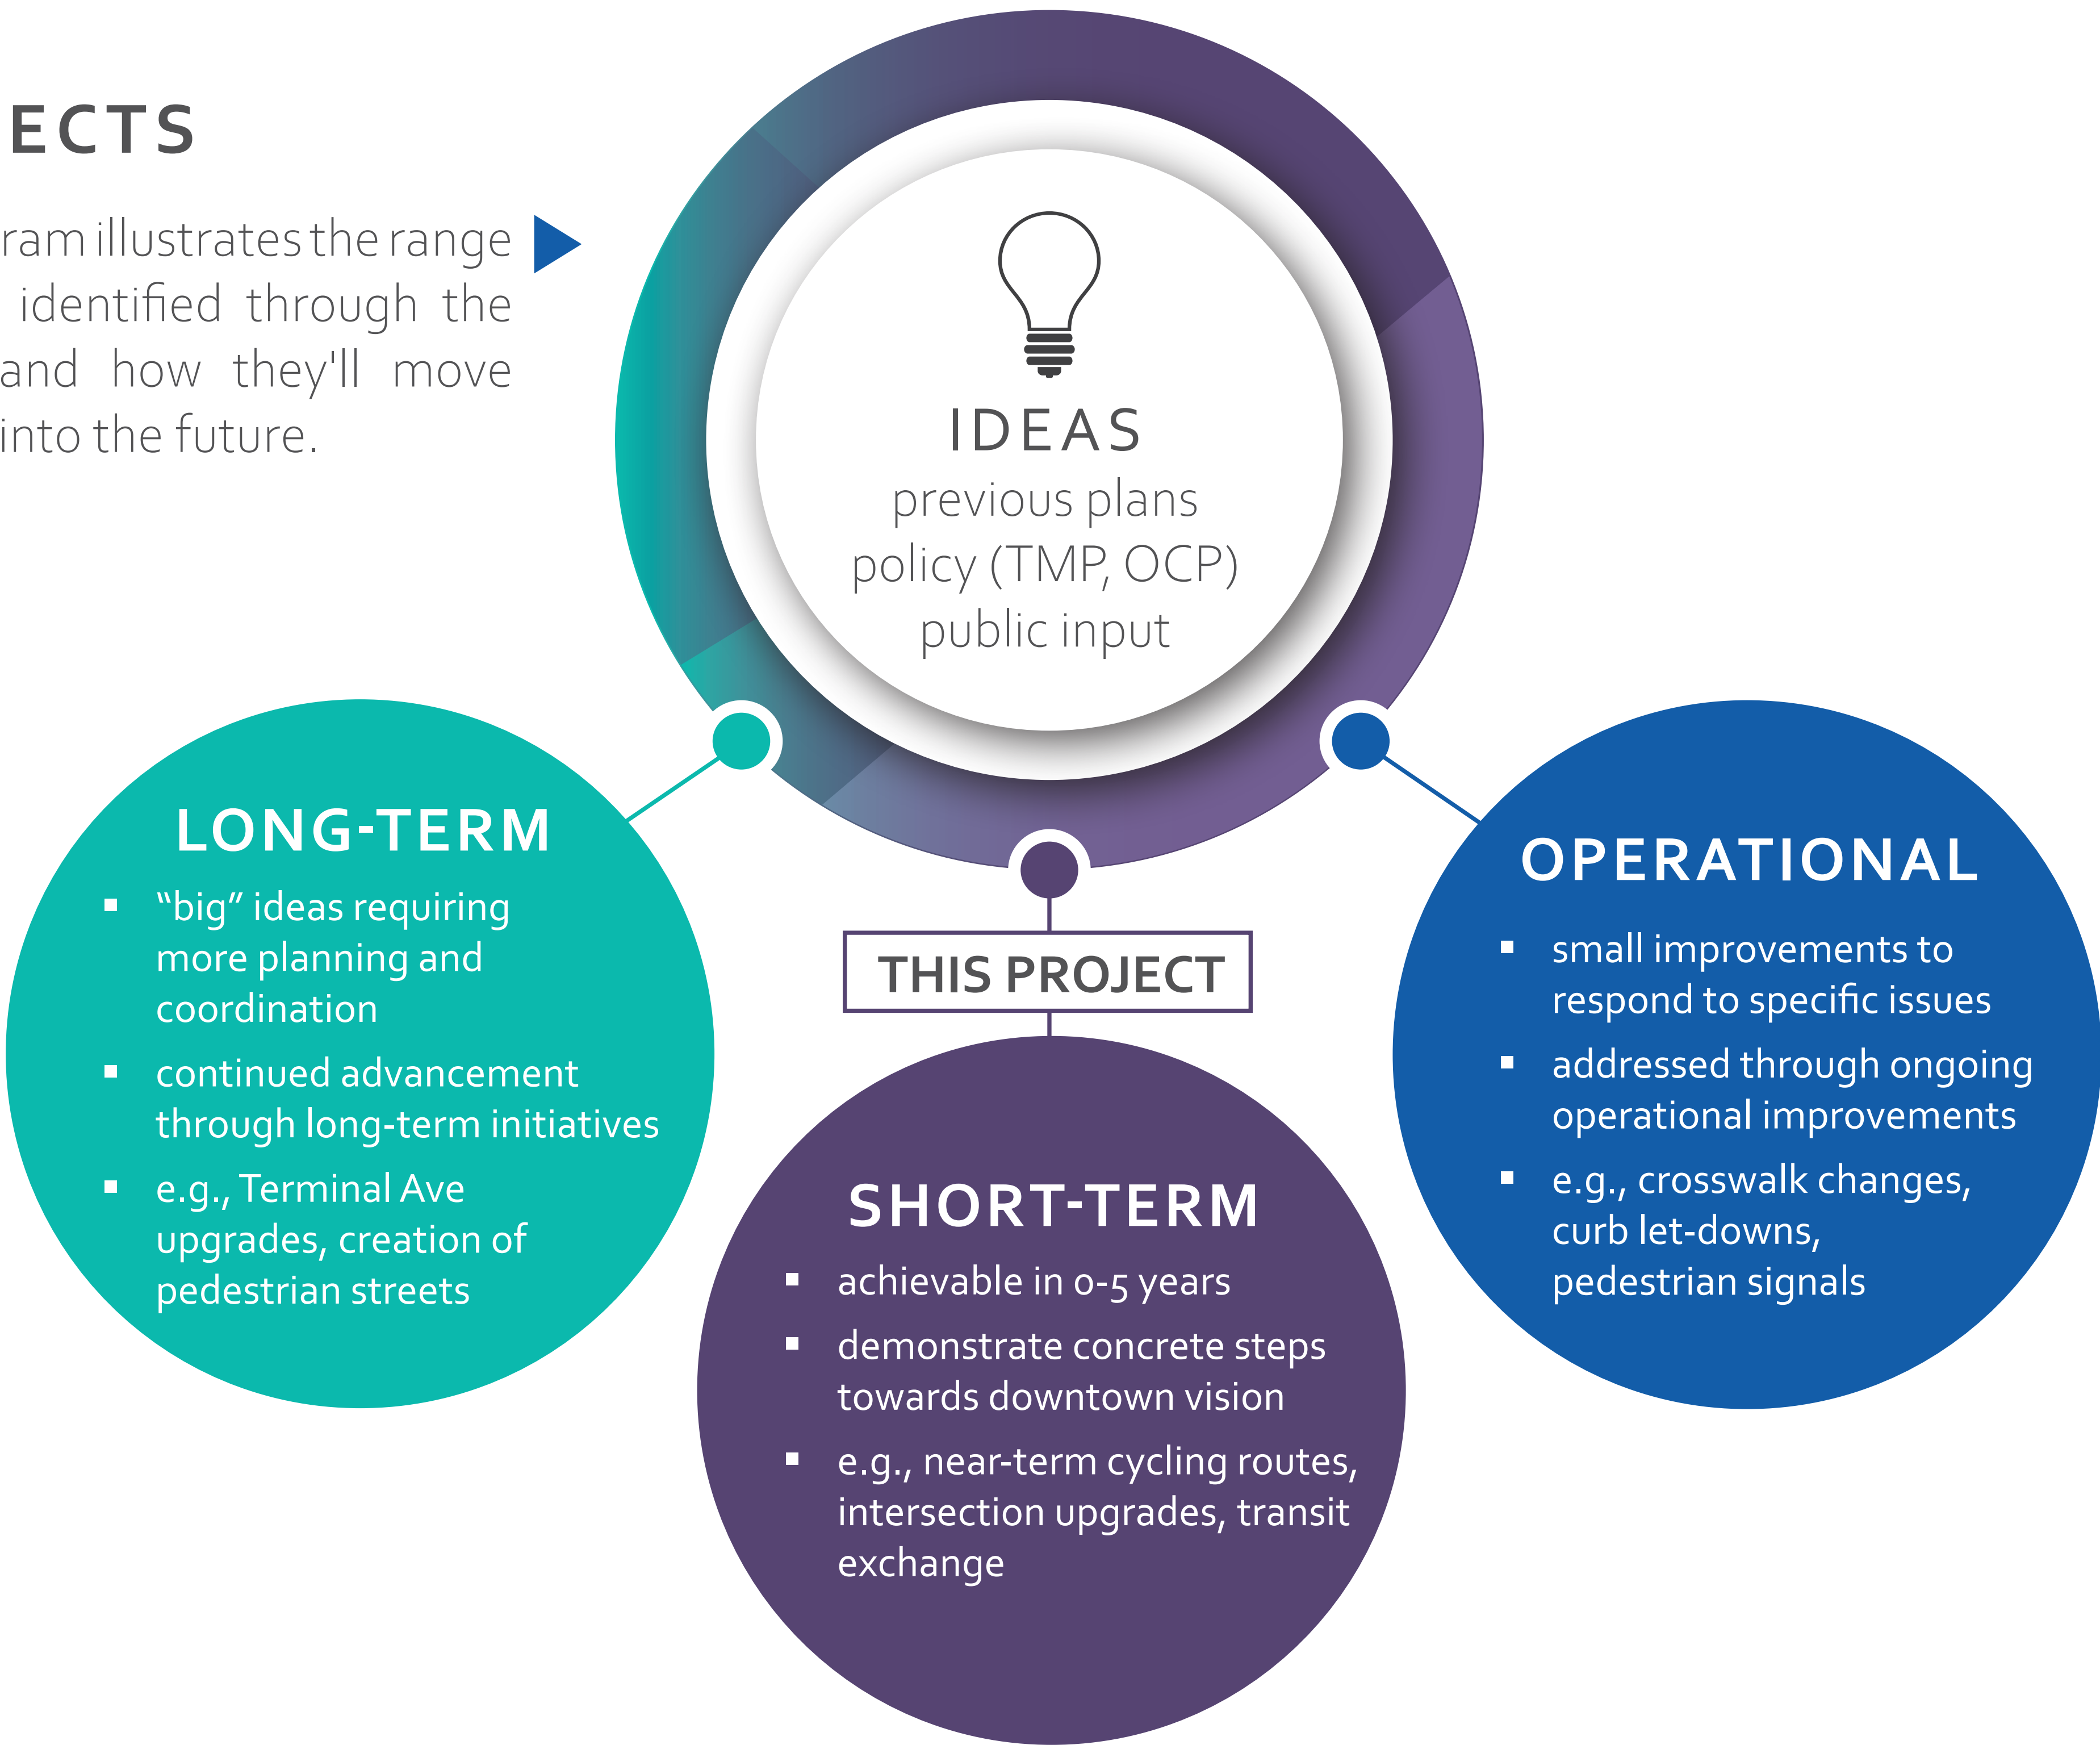 ECTS
ram illustrates the range
identified through the
and how they'll move
into the future.
IDEAS
previous plans
policy (TMP, OCP)
public input
LONG-TERM
▪ “big” ideas requiring
more planning and
coordination
▪ continued advancement
through long-term initiatives
▪ e.g., Terminal Ave
upgrades, creation of
pedestrian streets
THIS PROJECT
SHORT-TERM
▪ achievable in 0-5 years
▪ demonstrate concrete steps
towards downtown vision
▪ e.g., near-term cycling routes,
intersection upgrades, transit
exchange
OPERATIONAL
▪ small improvements to
respond to specific issues
▪ addressed through ongoing
operational improvements
▪ e.g., crosswalk changes,
curb let-downs,
pedestrian signals